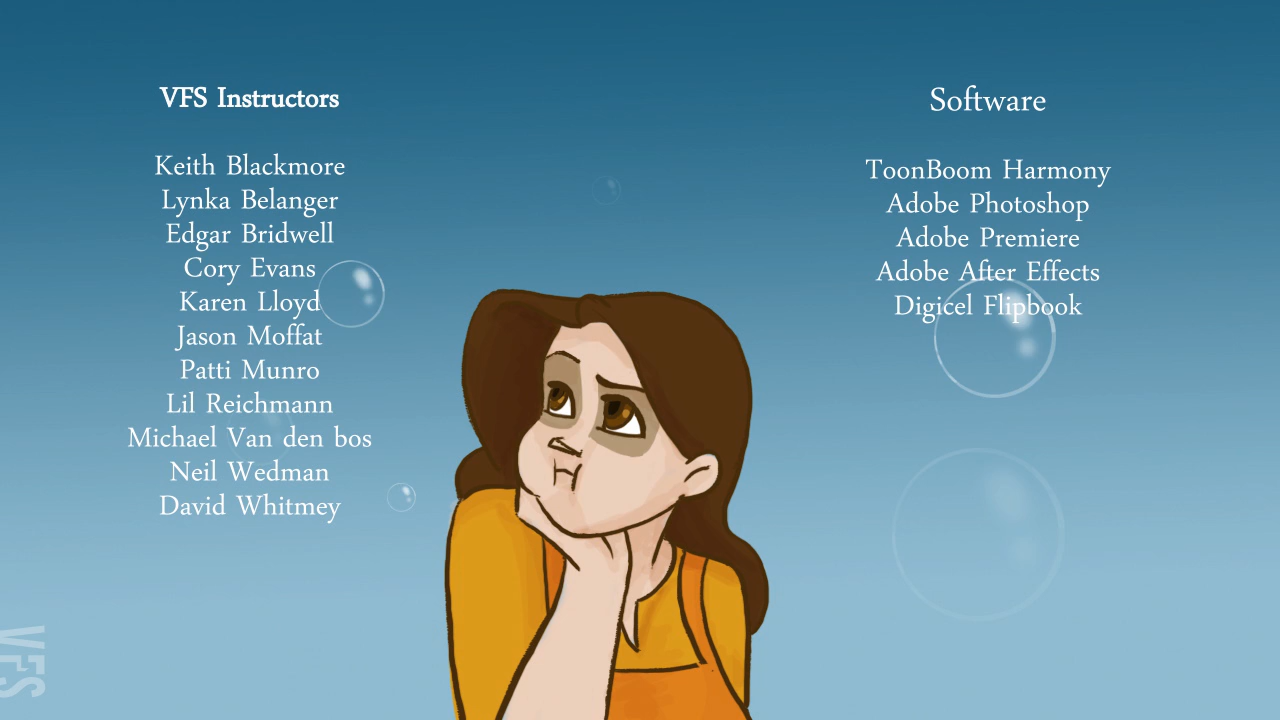 VFS Instructors
Keith Blackmore
Lynka Belanger
Edgar Bridwell
Cory Evans
Karen Lloyd
Jason Moffat
Patti Munro
Lil Reichmann
Michael Van den bos
Neil Wedman
David Whitmey
Software
ToonBoom Harmony
Adobe Photoshop
Adobe Premiere
Adobe After Effects
Digicel Flipbook
VFS